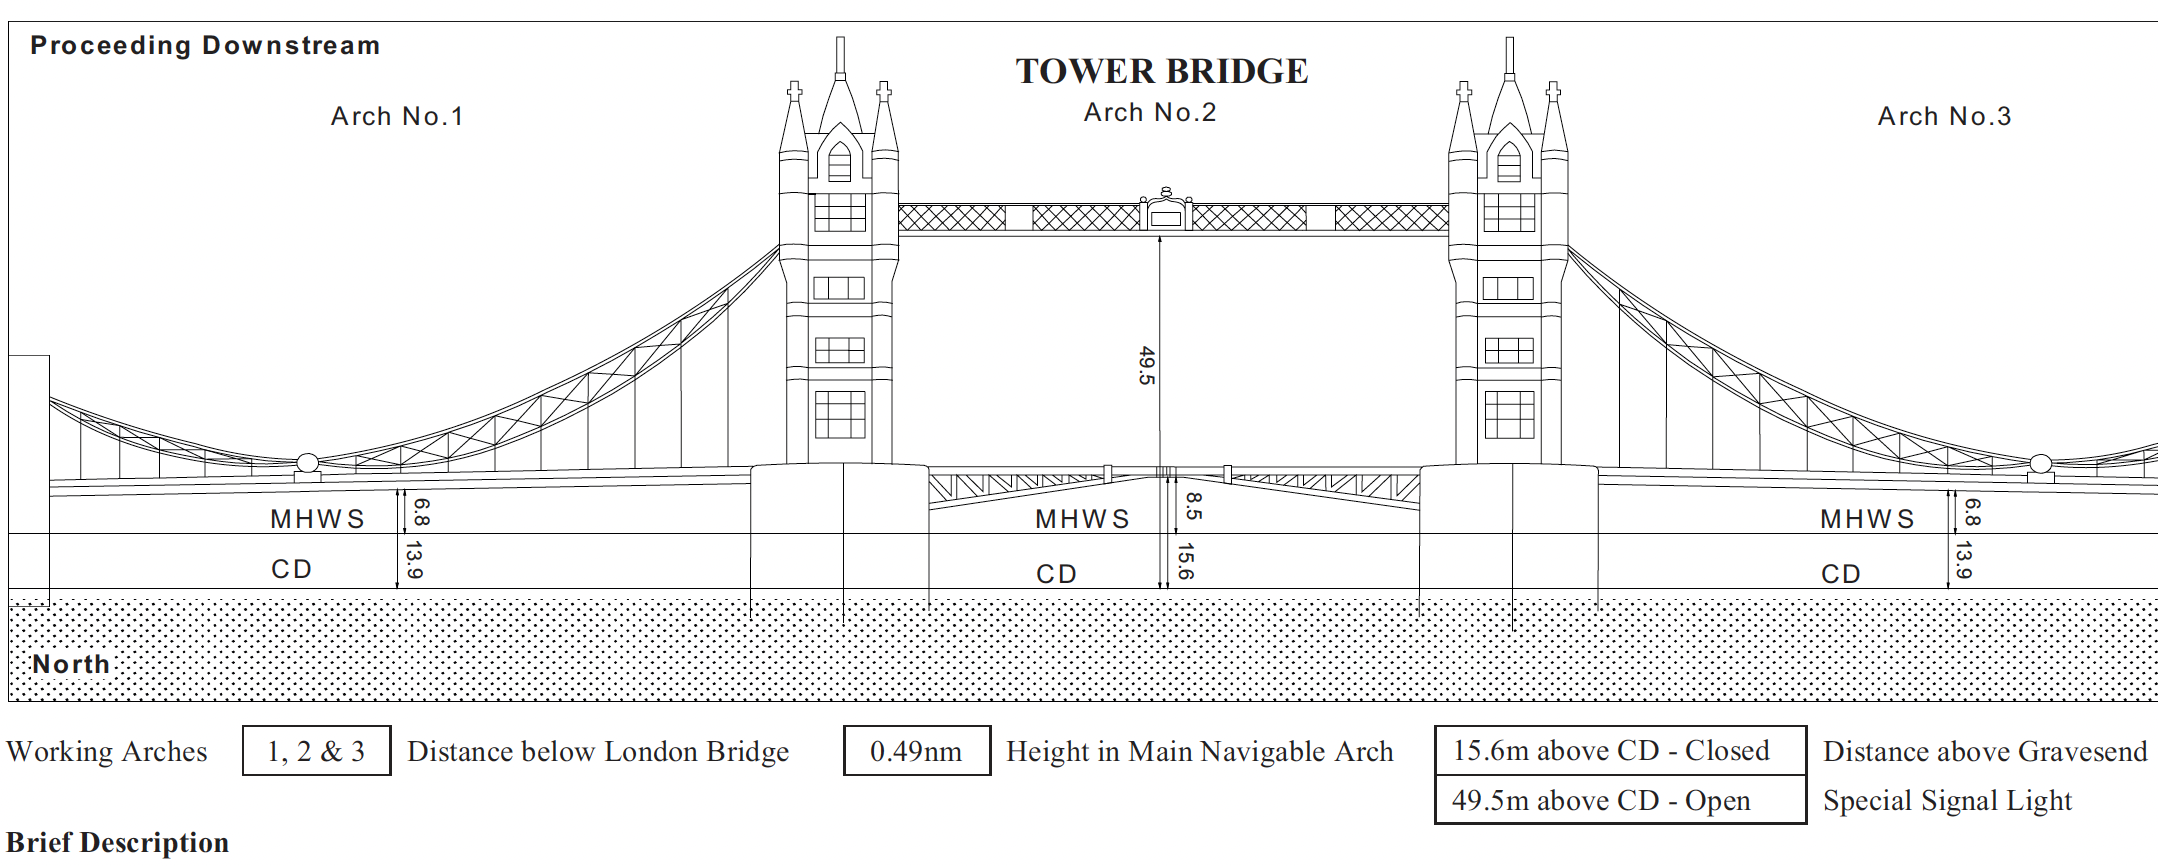 Proceeding Downstream
TOWER BRIDGE
Arch No.1
Arch No.2
Arch No.3
49.5
6.8
8.5
6.8
MHWS
MHWS
MHWS
13.9
15.6
13.9
CD
CD
CD
North
Working Arches 1, 2 & 3 Distance below London Bridge 0.49nm Height in Main Navigable Arch 15.6m above CD - Closed Distance above Gravesend
49.5m above CD - Open Special Signal Light
Brief Description